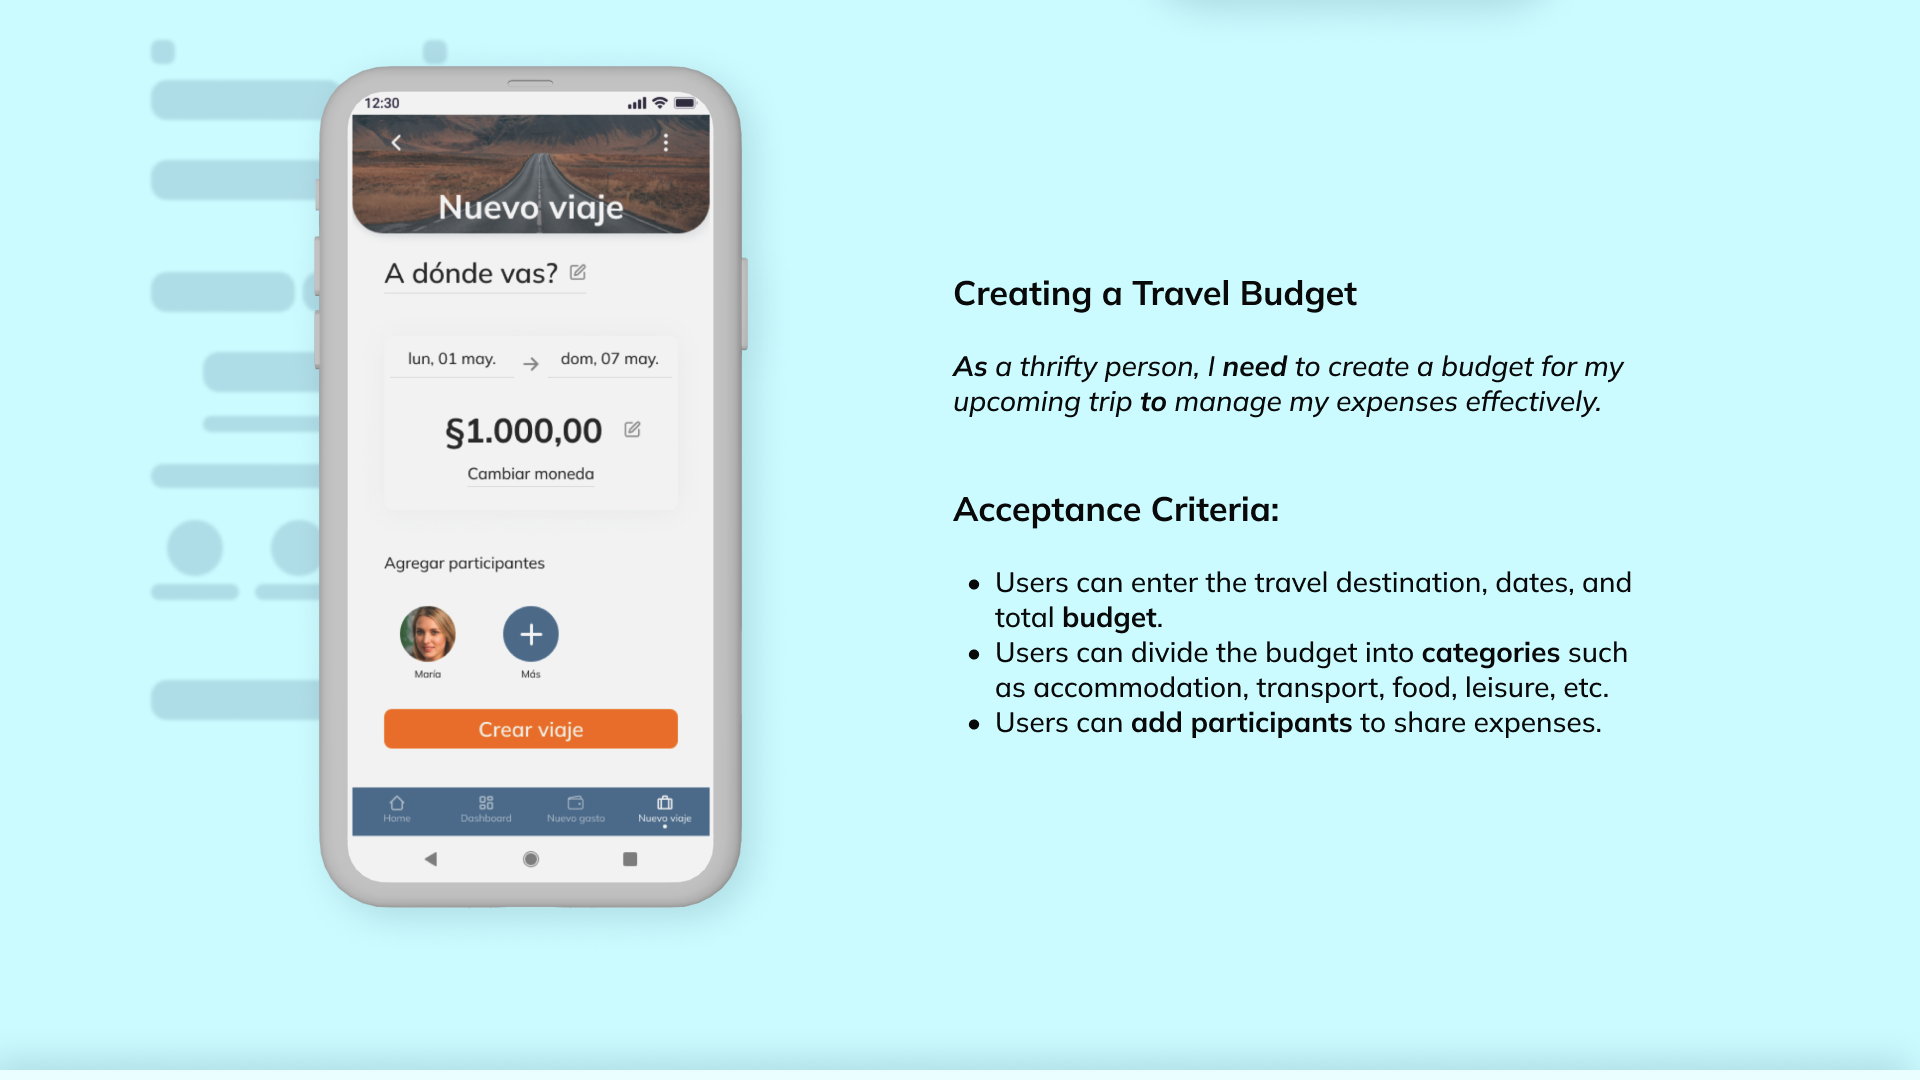 12:30
Nuevo viaje
A dónde vas?
lun, 01 may.
dom, 07 may.
§1.000,00
Cambiar moneda
Agregar participantes
María
Más
Crear viaje
Home
Dashboard
Nuevo gasto
Nuevo viaje
Creating a Travel Budget
As a thrifty person, I need to create a budget for my
upcoming trip to manage my expenses effectively.
Acceptance Criteria:
• Users can enter the travel destination, dates, and
total budget.
• Users can divide the budget into categories such
as accommodation, transport, food, leisure, etc.
• Users can add participants to share expenses.